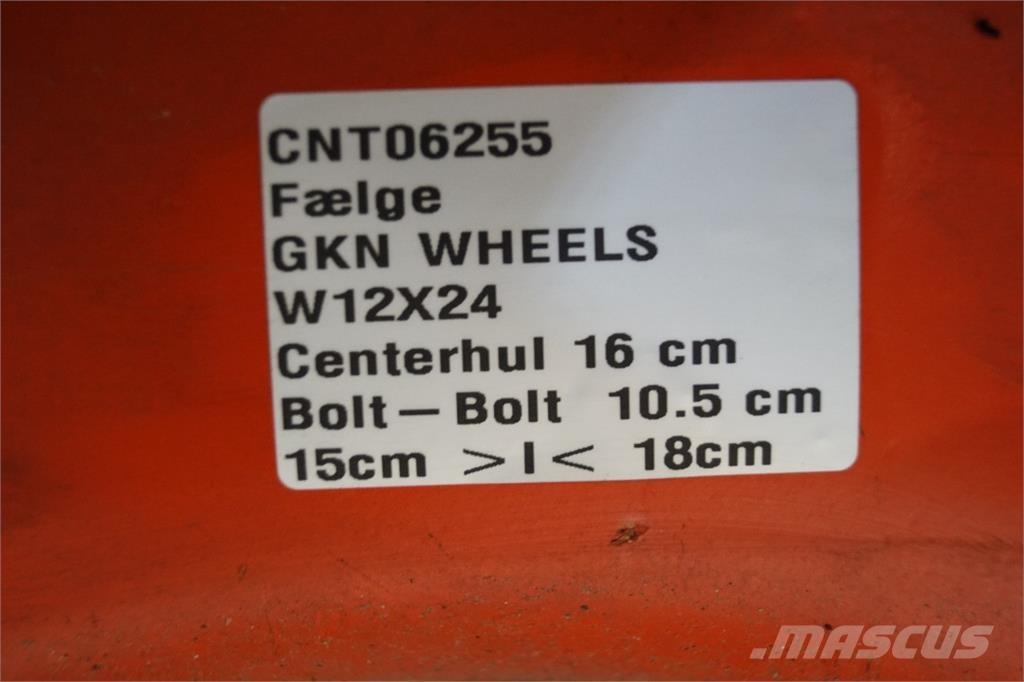 CNT06255
Fælge
GKN WHEELS
W12X24
Centerhul 16 cm
Bolt — Bolt 10.5 cm
15cm >I< 18cm
MASCUS